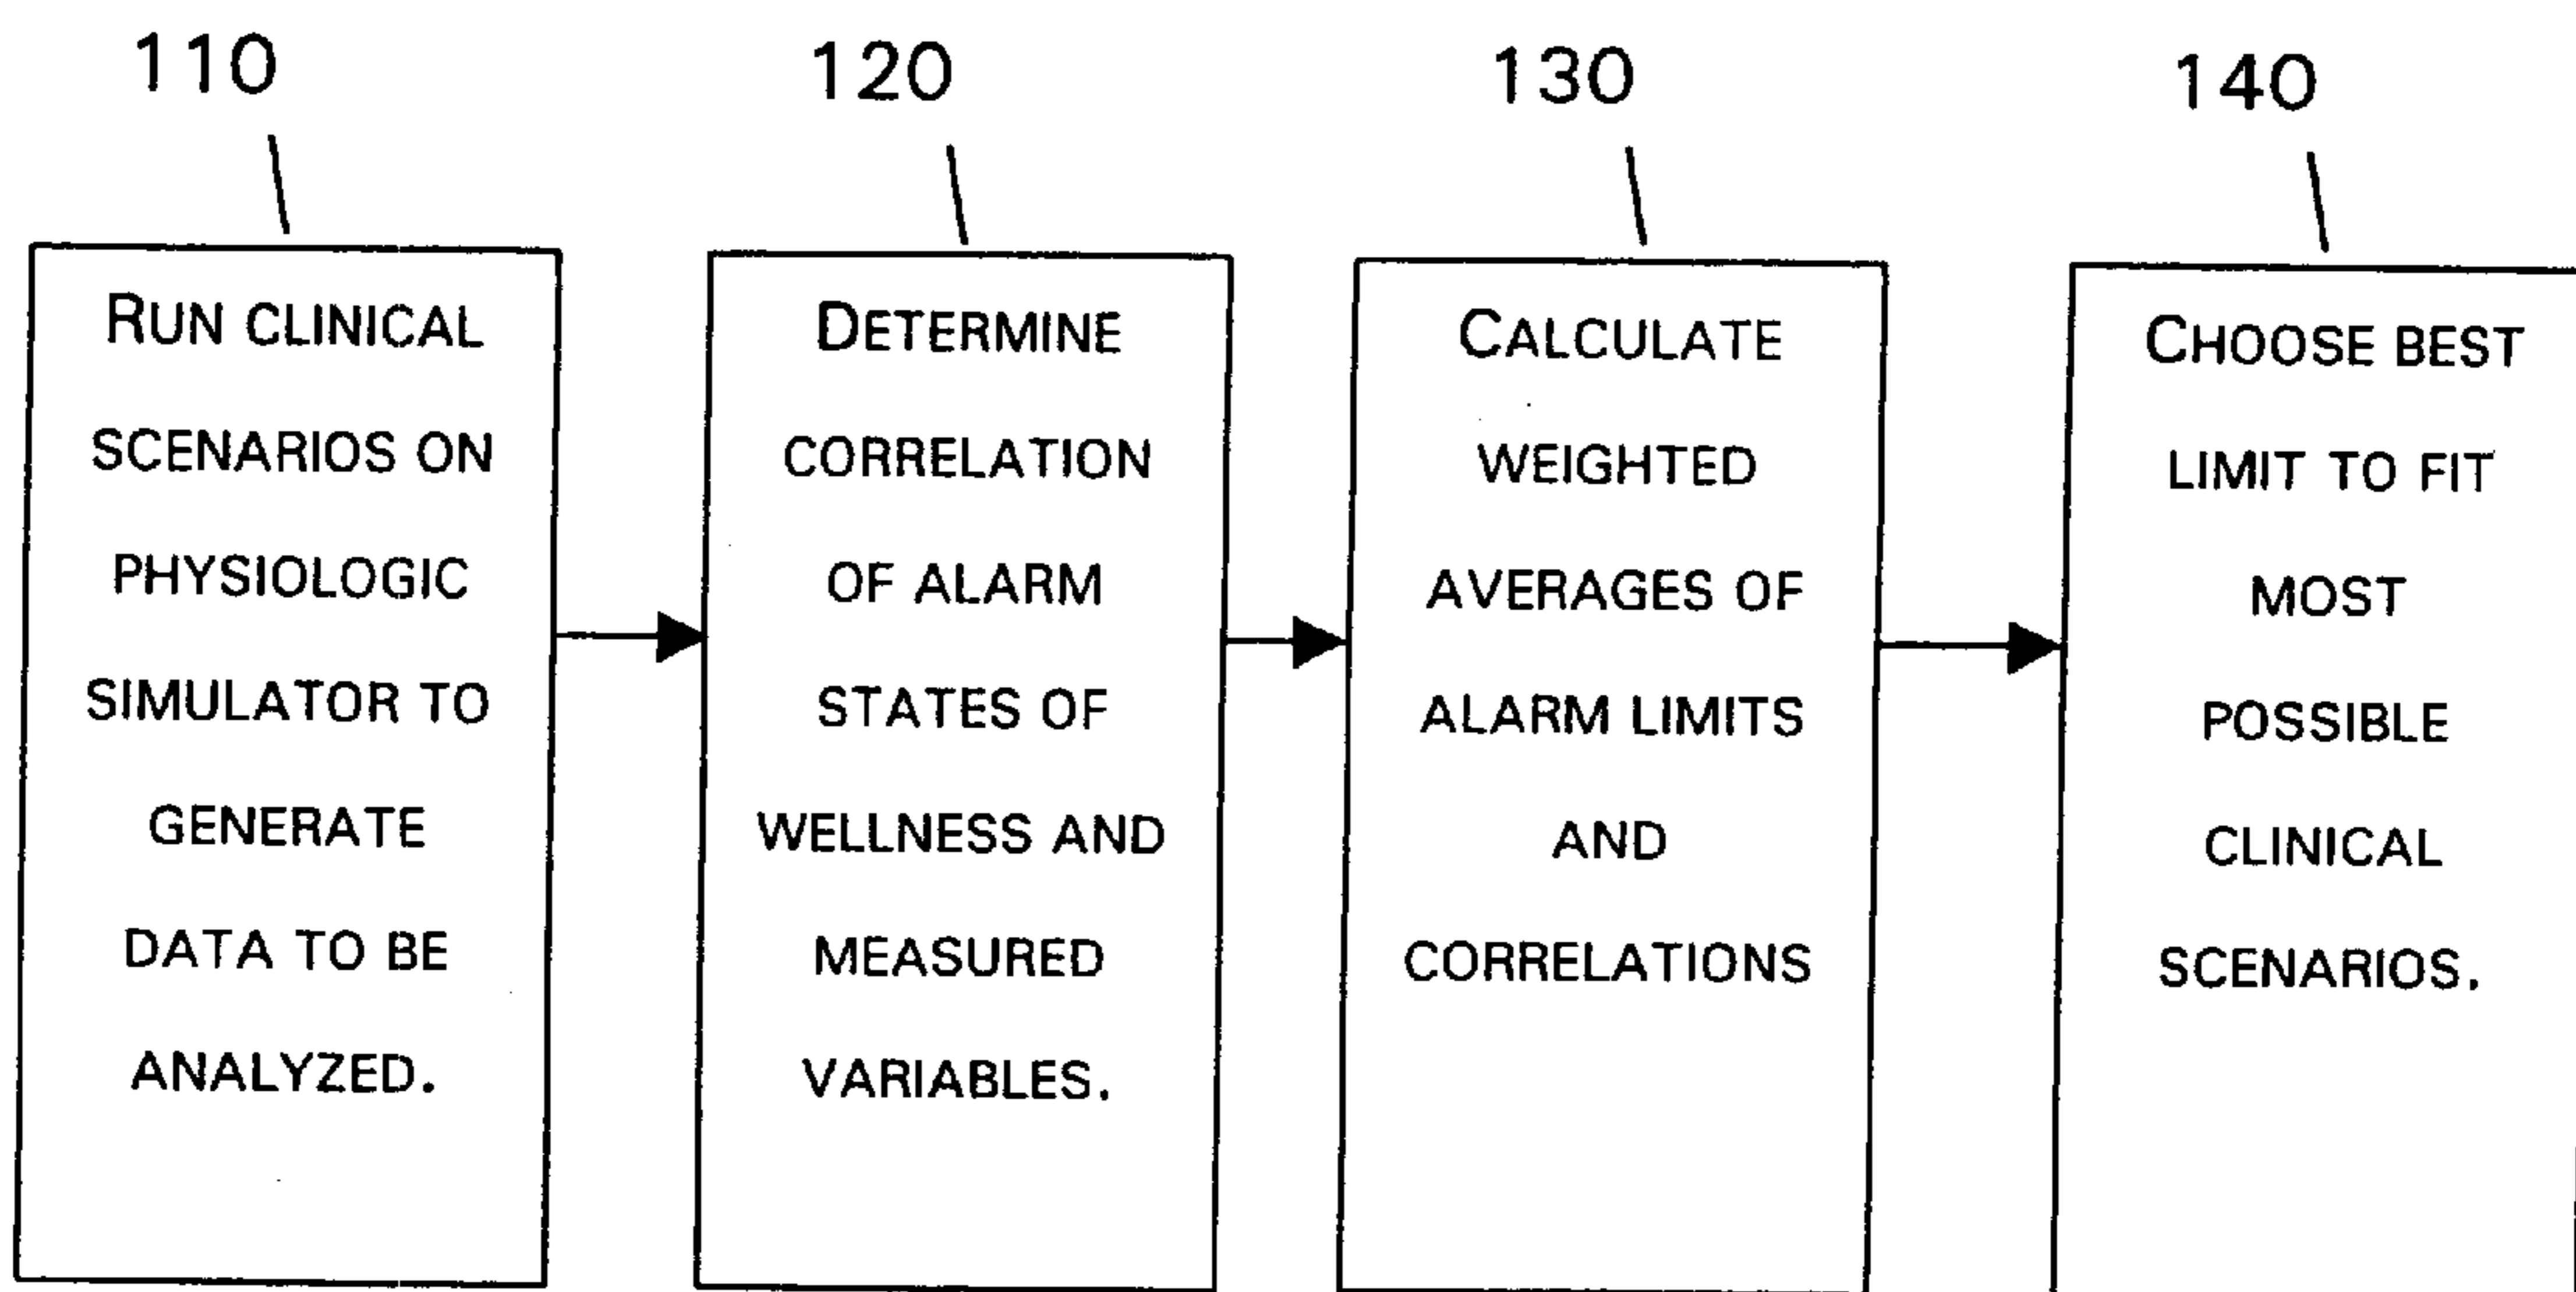 110
RUN CLINICAL
SCENARIOS ON
PHYSIOLOGIC
SIMULATOR TO
GENERATE
DATA TO BE
ANALYZED.
120
DETERMINE
CORRELATION
OF ALARM
STATES OF
WELLNESS AND
MEASURED
VARIABLES.
130
CALCULATE
WEIGHTED
AVERAGES OF
ALARM LIMITS
AND
CORRELATIONS
140
CHOOSE BEST
LIMIT TO FIT
MOST
POSSIBLE
CLINICAL
SCENARIOS.